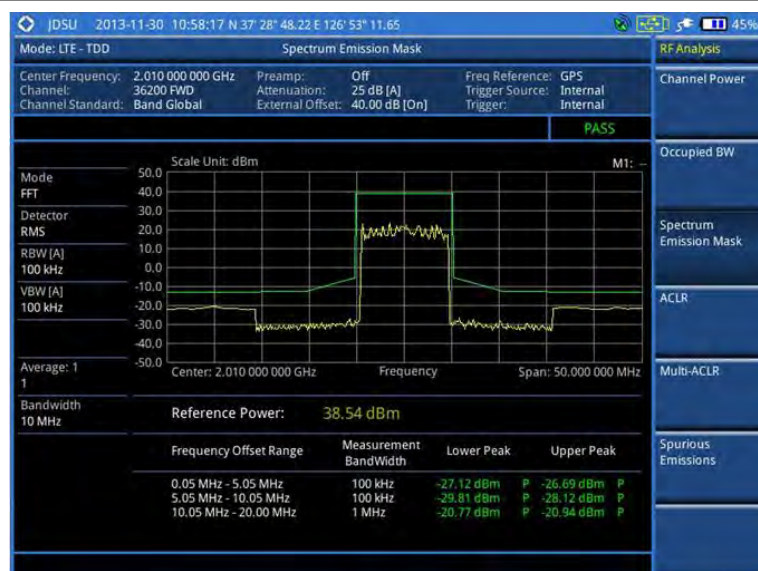 JDSU 2013-11-30 10:58:17 N 37' 28" 48.22 E 126' 53" 11.65 45%
Mode: LTE - TDD Spectrum Emission Mask RF Analysis
Center Frequency: 2.010 000 000 GHz Preamp: Off Freq Reference: GPS
Channel: 36200 FWD Attenuation: 25 dB [A] Trigger Source: Internal
Channel Standard: Band Global External Offset: 40.00 dB [On] Trigger: Internal
Channel Power
PASS
Occupied BW
Scale Unit: dBm M1: --
Mode
FFT
Detector
RMS
RBW [A]
100 kHz
VBW [A]
100 kHz
Average: 1
1
Bandwidth
10 MHz
50.0
40.0
30.0
20.0
10.0
0.0
-10.0
-20.0
-30.0
-40.0
-50.0
Center: 2.010 000 000 GHz Frequency Span: 50.000 000 MHz
Reference Power: 38.54 dBm
Frequency Offset Range Measurement BandWidth Lower Peak Upper Peak
0.05 MHz - 5.05 MHz 100 kHz -27.12 dBm P -26.69 dBm P
5.05 MHz - 10.05 MHz 100 kHz -29.81 dBm P -28.12 dBm P
10.05 MHz - 20.00 MHz 1 MHz -20.77 dBm P -20.94 dBm P
Spectrum
Emission Mask
ACLR
Multi-ACLR
Spurious
Emissions